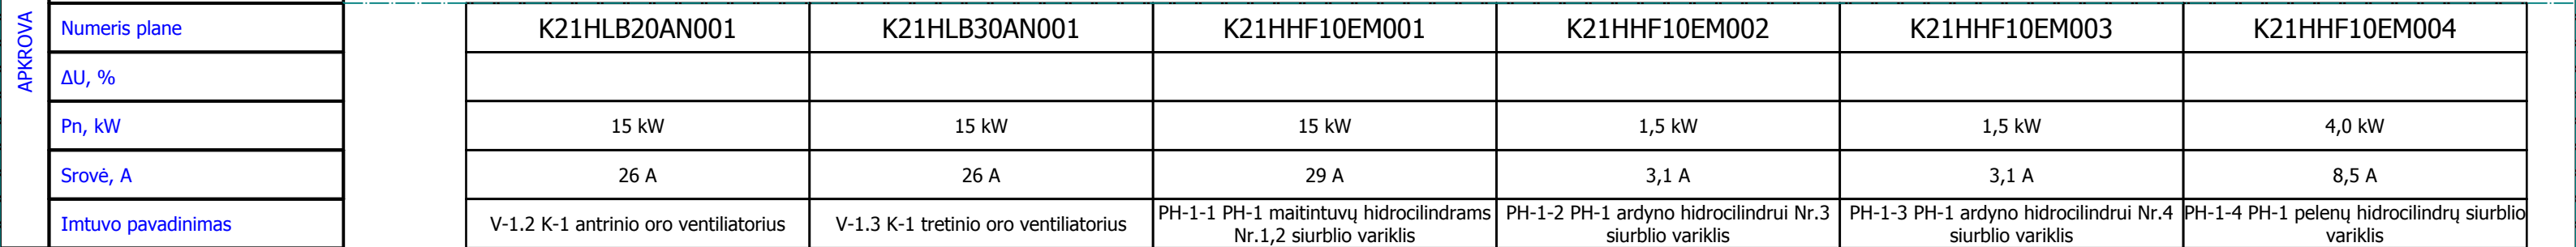 APKROVA
Numeris plane
K21HLB20AN001
K21HLB30AN001
K21HHF10EM001
K21HHF10EM002
K21HHF10EM003
K21HHF10EM004
ΔU, %
Pn, kW
15 kW
15 kW
15 kW
1,5 kW
1,5 kW
4,0 kW
Srovė, A
26 A
26 A
29 A
3,1 A
3,1 A
8,5 A
Imtuvo pavadinimas
V-1.2 K-1 antrinio oro ventiliatorius
V-1.3 K-1 tretinio oro ventiliatorius
PH-1-1 PH-1 maitintuvų hidrocilindrams
Nr.1,2 siurblio variklis
PH-1-2 PH-1 ardyno hidrocilindrui Nr.3
siurblio variklis
PH-1-3 PH-1 ardyno hidrocilindrui Nr.4
siurblio variklis
PH-1-4 PH-1 pelenų hidrocilindrų siurblio
variklis